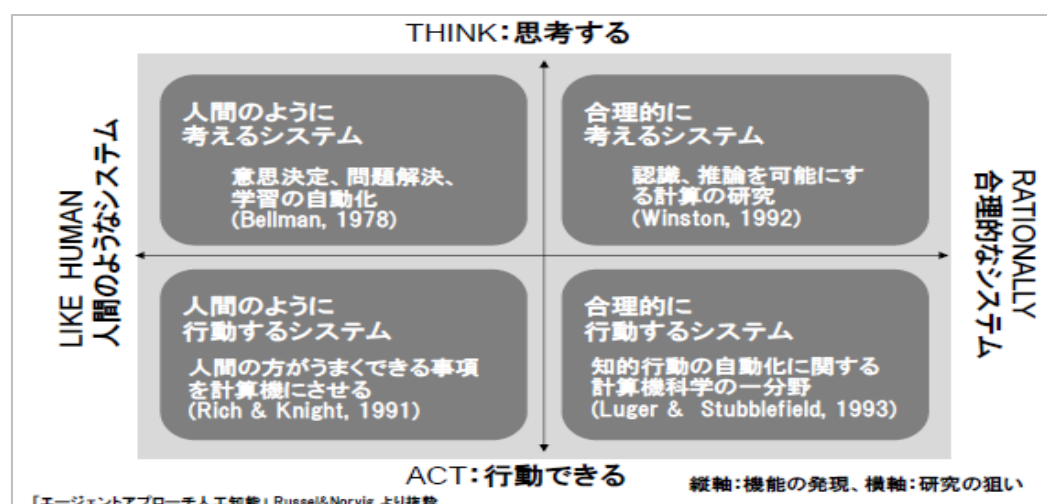 THINK:思考する
LIKE HUMAN
人間のようなシステム
人間のように
考えるシステム
意思決定、問題解決、
学習の自動化
(Bellman, 1978)
合理的に
考えるシステム
認識、推論を可能にす
る計算の研究
(Winston, 1992)
RATIONALLY
合理的なシステム
人間のように
行動するシステム
人間の方がうまくできる事項
を計算機にさせる
(Rich & Knight, 1991)
合理的に
行動するシステム
知的行動の自動化に関する
計算機科学の一分野
(Luger & Stubblefield, 1993)
ACT:行動できる
縦軸:機能の発現、横軸:研究の狙い
「エージェントアプローチ人工知能」Russel&Norvig より抜粋